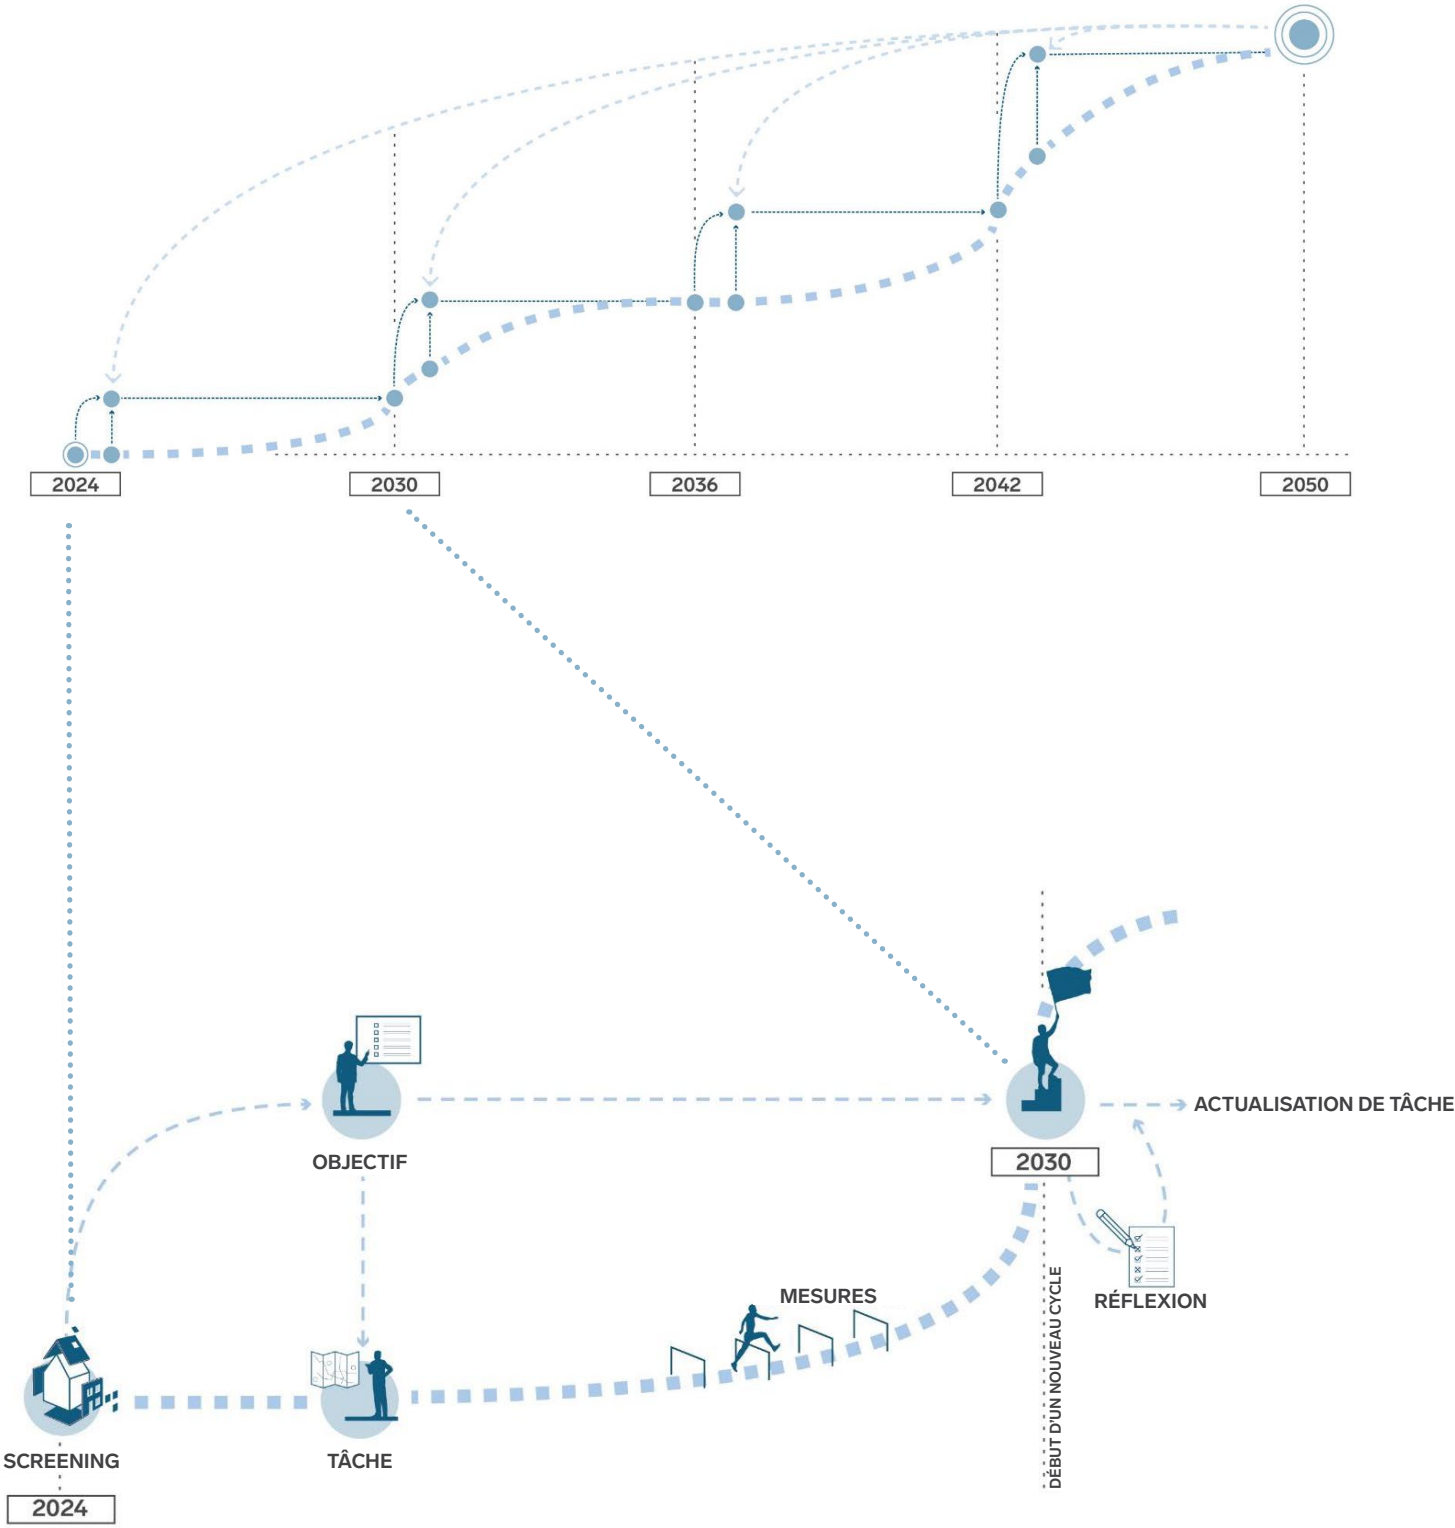 2024
2030
2036
2042
2050
ACTUALISATION DE TÂCHE
OBJECTIF
2030
MESURES
RÉFLEXION
DÉBUT D'UN NOUVEAU CYCLE
SCREENING
TÂCHE
2024